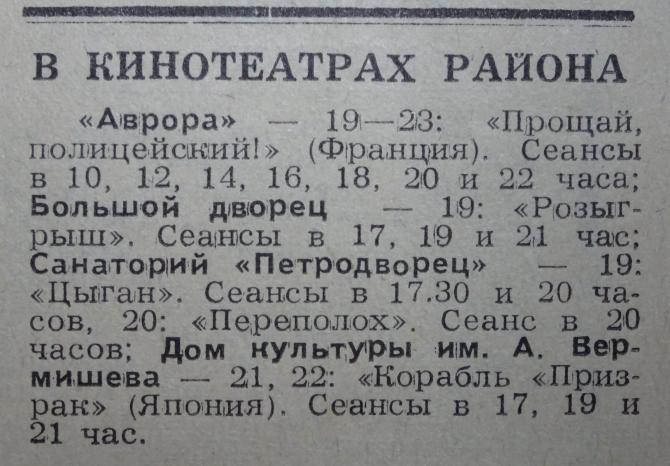 В КИНОТЕАТРАХ РАЙОНА
«Аврора» — 19—23: «Прощай,
полицейский!» (Франция). Сеансы
в 10, 12, 14, 16, 18, 20 и 22 часа;
Большой дворец — 19: «Розыг-
рыш». Сеансы в 17, 19 и 21 час;
Санаторий «Петродворец» — 19:
«Цыган». Сеансы в 17.30 и 20 ча-
сов, 20: «Переполох». Сеанс в 20
часов; Дом культуры им. А. Вер-
мишева — 21, 22: «Корабль «Приз-
рак» (Япония). Сеансы в 17, 19 и
21 час.